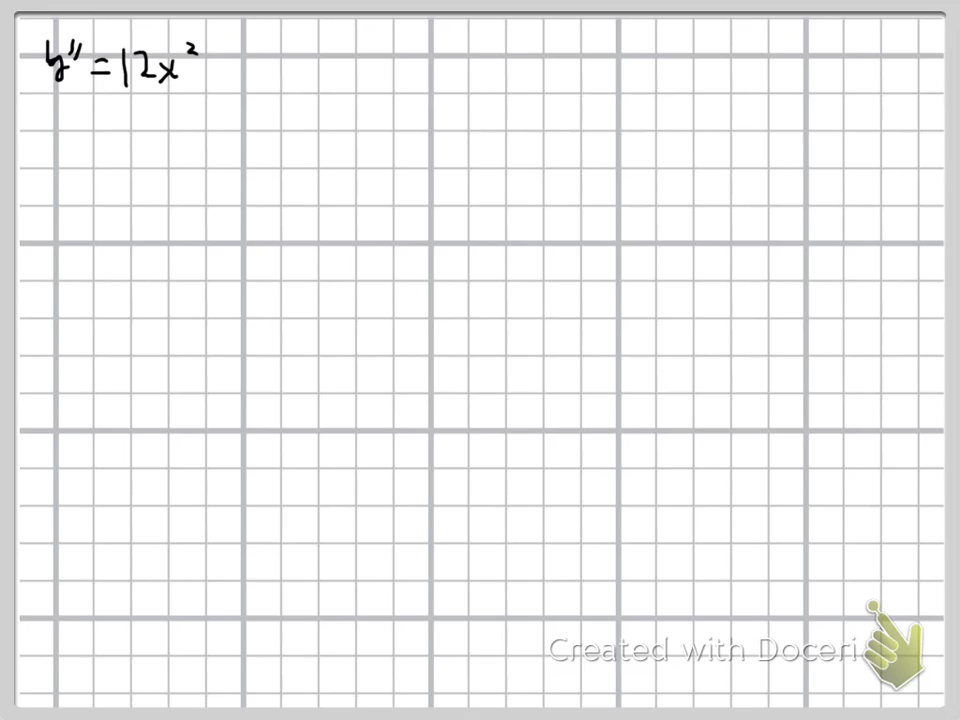 y″ = 12x²
Created with Doceri